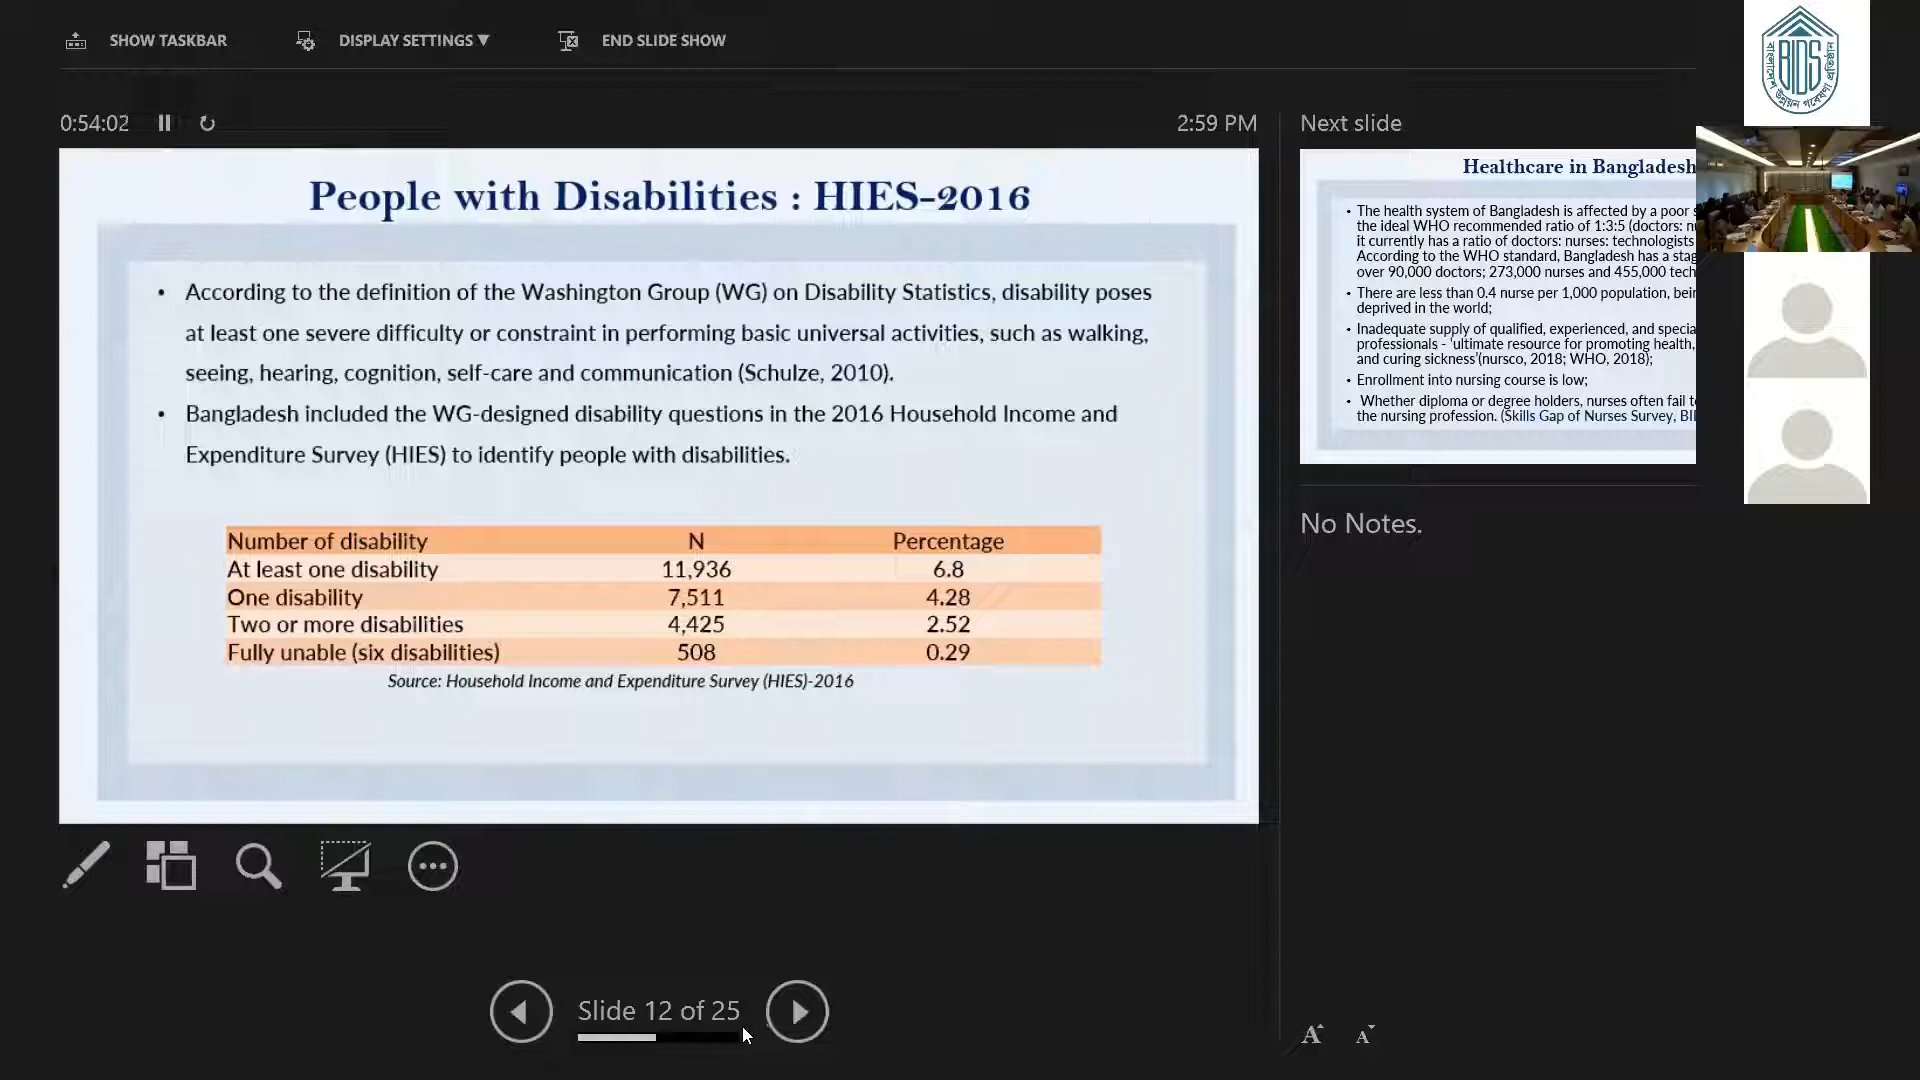 SHOW TASKBAR
DISPLAY SETTINGS ▼
END SLIDE SHOW
0:54:02
2:59 PM
People with Disabilities : HIES-2016
• According to the definition of the Washington Group (WG) on Disability Statistics, disability poses
at least one severe difficulty or constraint in performing basic universal activities, such as walking,
seeing, hearing, cognition, self-care and communication (Schulze, 2010).
• Bangladesh included the WG-designed disability questions in the 2016 Household Income and
Expenditure Survey (HIES) to identify people with disabilities.
Number of disability N Percentage
At least one disability 11,936 6.8
One disability 7,511 4.28
Two or more disabilities 4,425 2.52
Fully unable (six disabilities) 508 0.29
Source: Household Income and Expenditure Survey (HIES)-2016
Slide 12 of 25
Next slide
Healthcare in Bangladesh
• The health system of Bangladesh is affected by a poor
the ideal WHO recommended ratio of 1:3:5 (doctors:
it currently has a ratio of doctors: nurses: technologists
According to the WHO standard, Bangladesh has a
over 90,000 doctors; 273,000 nurses and 455,000
• There are less than 0.4 nurse per 1,000 population,
deprived in the world;
• Inadequate supply of qualified, experienced, and
professionals - 'ultimate resource for promoting health,
and curing sickness'(nursco, 2018; WHO, 2018);
• Enrollment into nursing course is low;
• Whether diploma or degree holders, nurses often fail
the nursing profession. (Skills Gap of Nurses Survey,
No Notes.
A A
BIDS
বাংলাদেশ উন্নয়ন গবেষণা প্রতিষ্ঠান